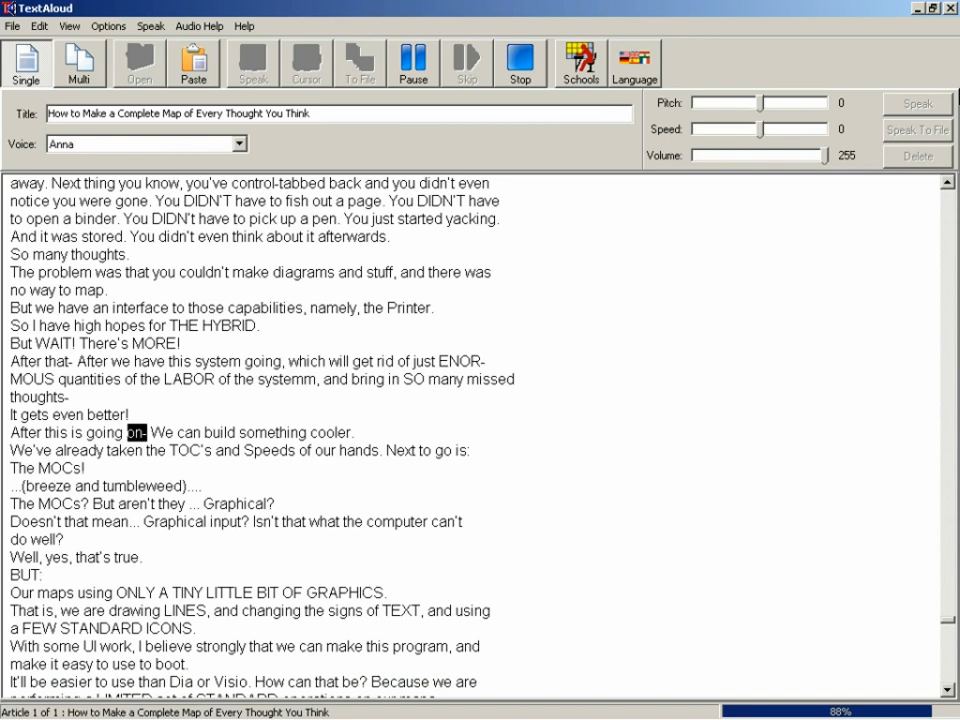 TextAloud
File Edit View Options Speak Audio Help Help
Single Multi Open Paste Speak Cursor To File Pause Skip Stop Schools Language
Title: How to Make a Complete Map of Every Thought You Think
Voice: Anna
Pitch: 0 Speak
Speed: 0 Speak To File
Volume: 255 Delete
away. Next thing you know, you've control-tabbed back and you didn't even
notice you were gone. You DIDN'T have to fish out a page. You DIDN'T have
to open a binder. You DIDN't have to pick up a pen. You just started yacking.
And it was stored. You didn't even think about it afterwards.
So many thoughts.
The problem was that you couldn't make diagrams and stuff, and there was
no way to map.
But we have an interface to those capabilities, namely, the Printer.
So I have high hopes for THE HYBRID.
But WAIT! There's MORE!
After that- After we have this system going, which will get rid of just ENOR-
MOUS quantities of the LABOR of the systemm, and bring in SO many missed
thoughts-
It gets even better!
After this is going on- We can build something cooler.
We've already taken the TOC's and Speeds of our hands. Next to go is:
The MOCs!
...(breeze and tumbleweed)....
The MOCs? But aren't they ... Graphical?
Doesn't that mean... Graphical input? Isn't that what the computer can't
do well?
Well, yes, that's true.
BUT:
Our maps using ONLY A TINY LITTLE BIT OF GRAPHICS.
That is, we are drawing LINES, and changing the signs of TEXT, and using
a FEW STANDARD ICONS.
With some UI work, I believe strongly that we can make this program, and
make it easy to use to boot.
It'll be easier to use than Dia or Visio. How can that be? Because we are
performing a LIMITED set of STANDARD operations on our maps
Article 1 of 1 : How to Make a Complete Map of Every Thought You Think 88%